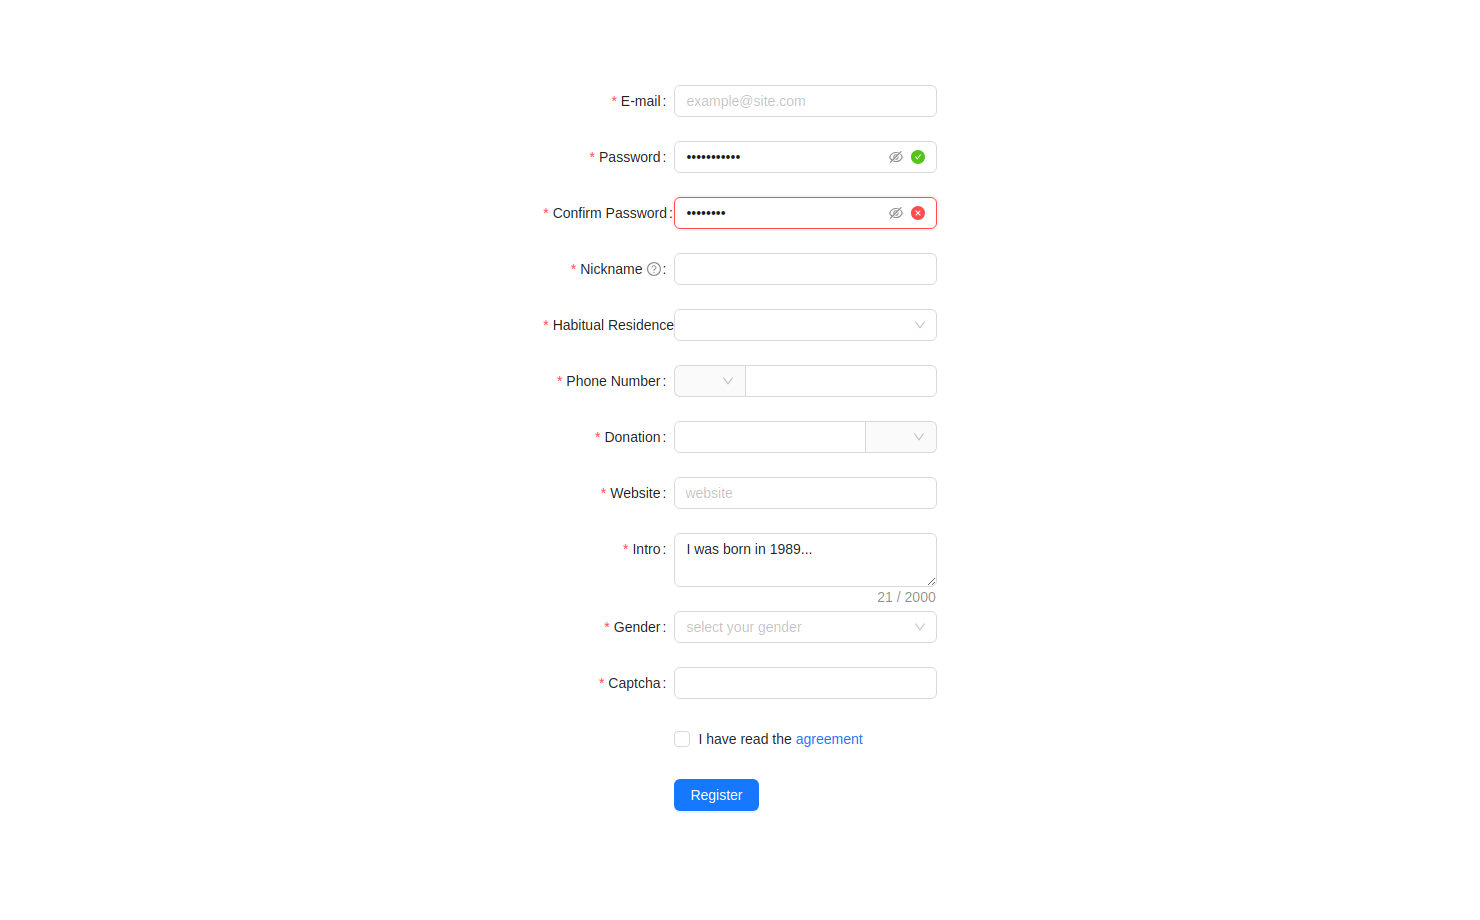 * E-mail: example@site.com
* Password: •••••••••••
* Confirm Password: ••••••••
* Nickname :
* Habitual Residence
* Phone Number:
* Donation:
* Website: website
* Intro: I was born in 1989...
21 / 2000
* Gender: select your gender
* Captcha:
I have read the agreement
Register